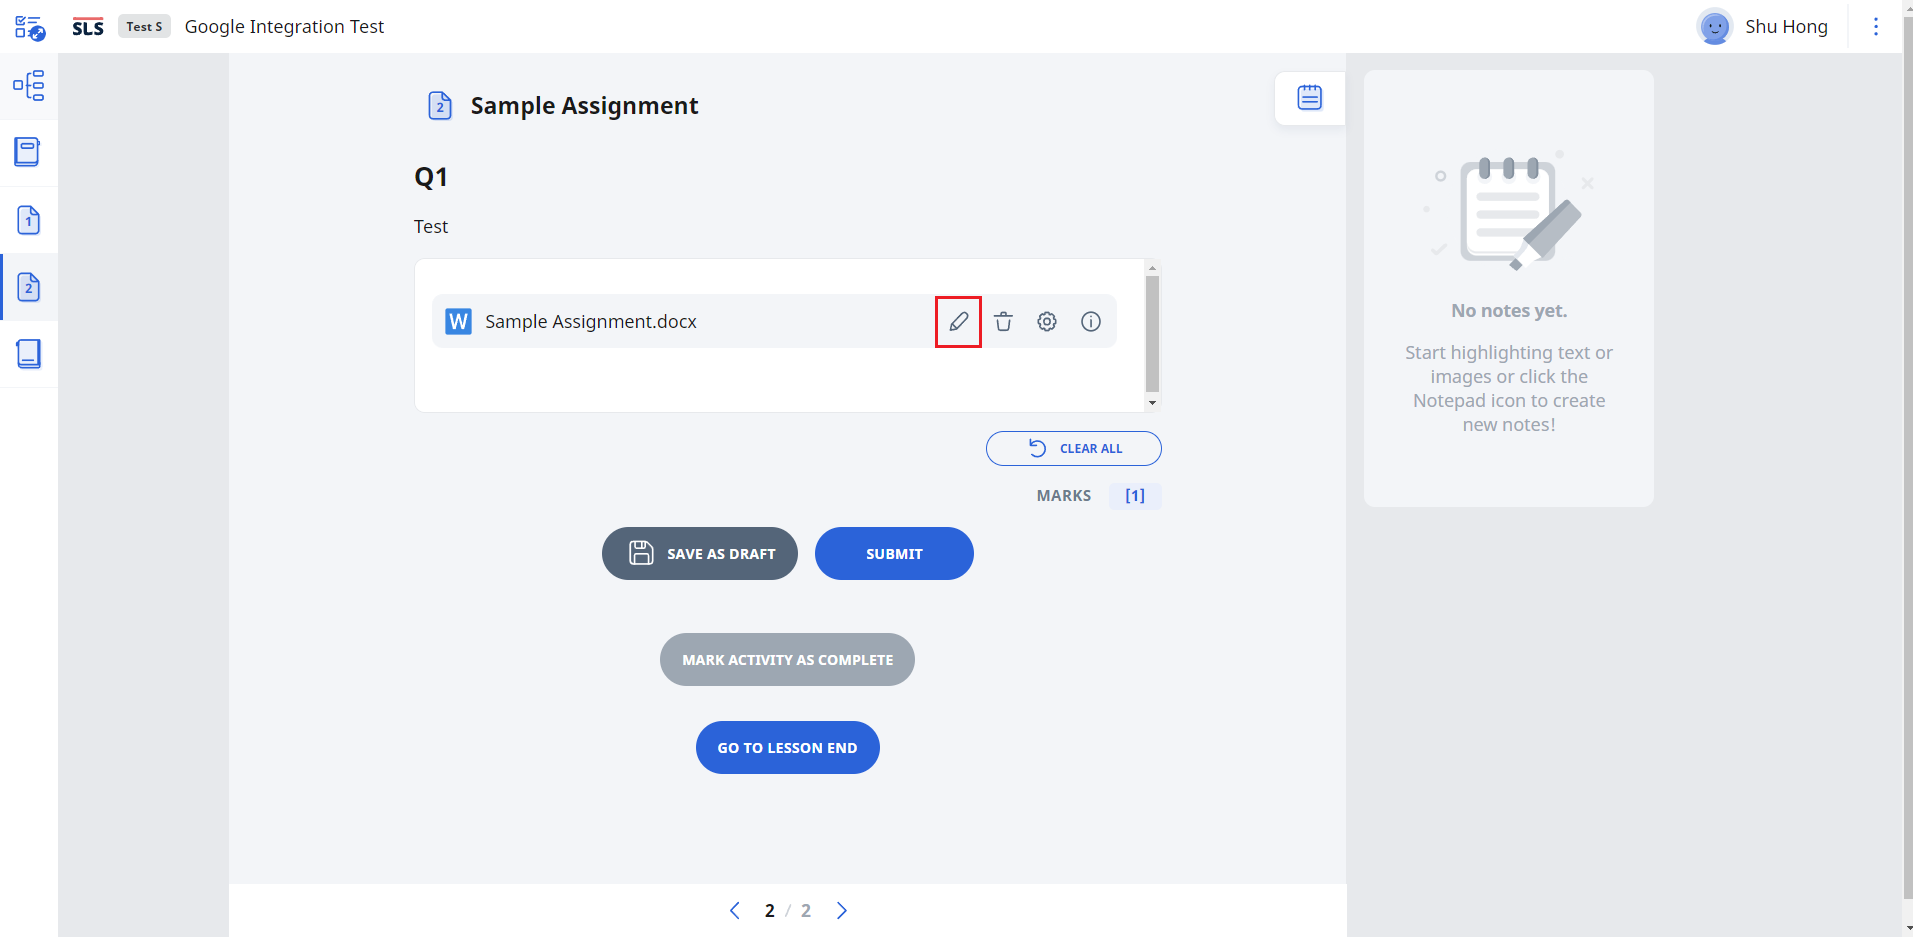 SLS
Test S
Google Integration Test
Shu Hong
1
2
2
Sample Assignment
Q1
Test
W
Sample Assignment.docx
CLEAR ALL
MARKS [1]
SAVE AS DRAFT
SUBMIT
MARK ACTIVITY AS COMPLETE
GO TO LESSON END
2 / 2
No notes yet.
Start highlighting text or
images or click the
Notepad icon to create
new notes!